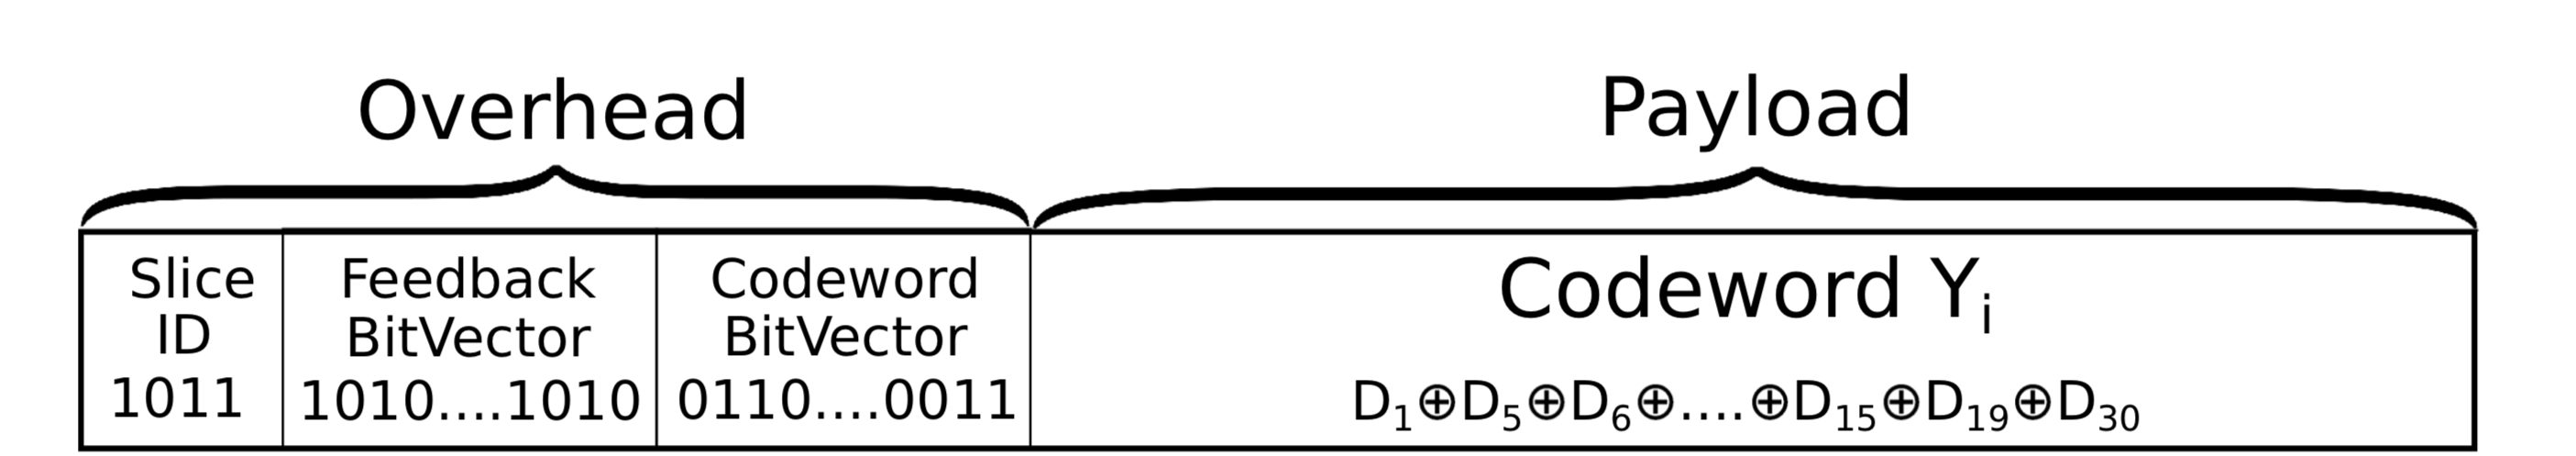 Overhead
Payload
Slice
ID
1011
Feedback
BitVector
1010....1010
Codeword
BitVector
0110....0011
Codeword Yᵢ
D₁⊕D₅⊕D₆⊕....⊕D₁₅⊕D₁₉⊕D₃₀